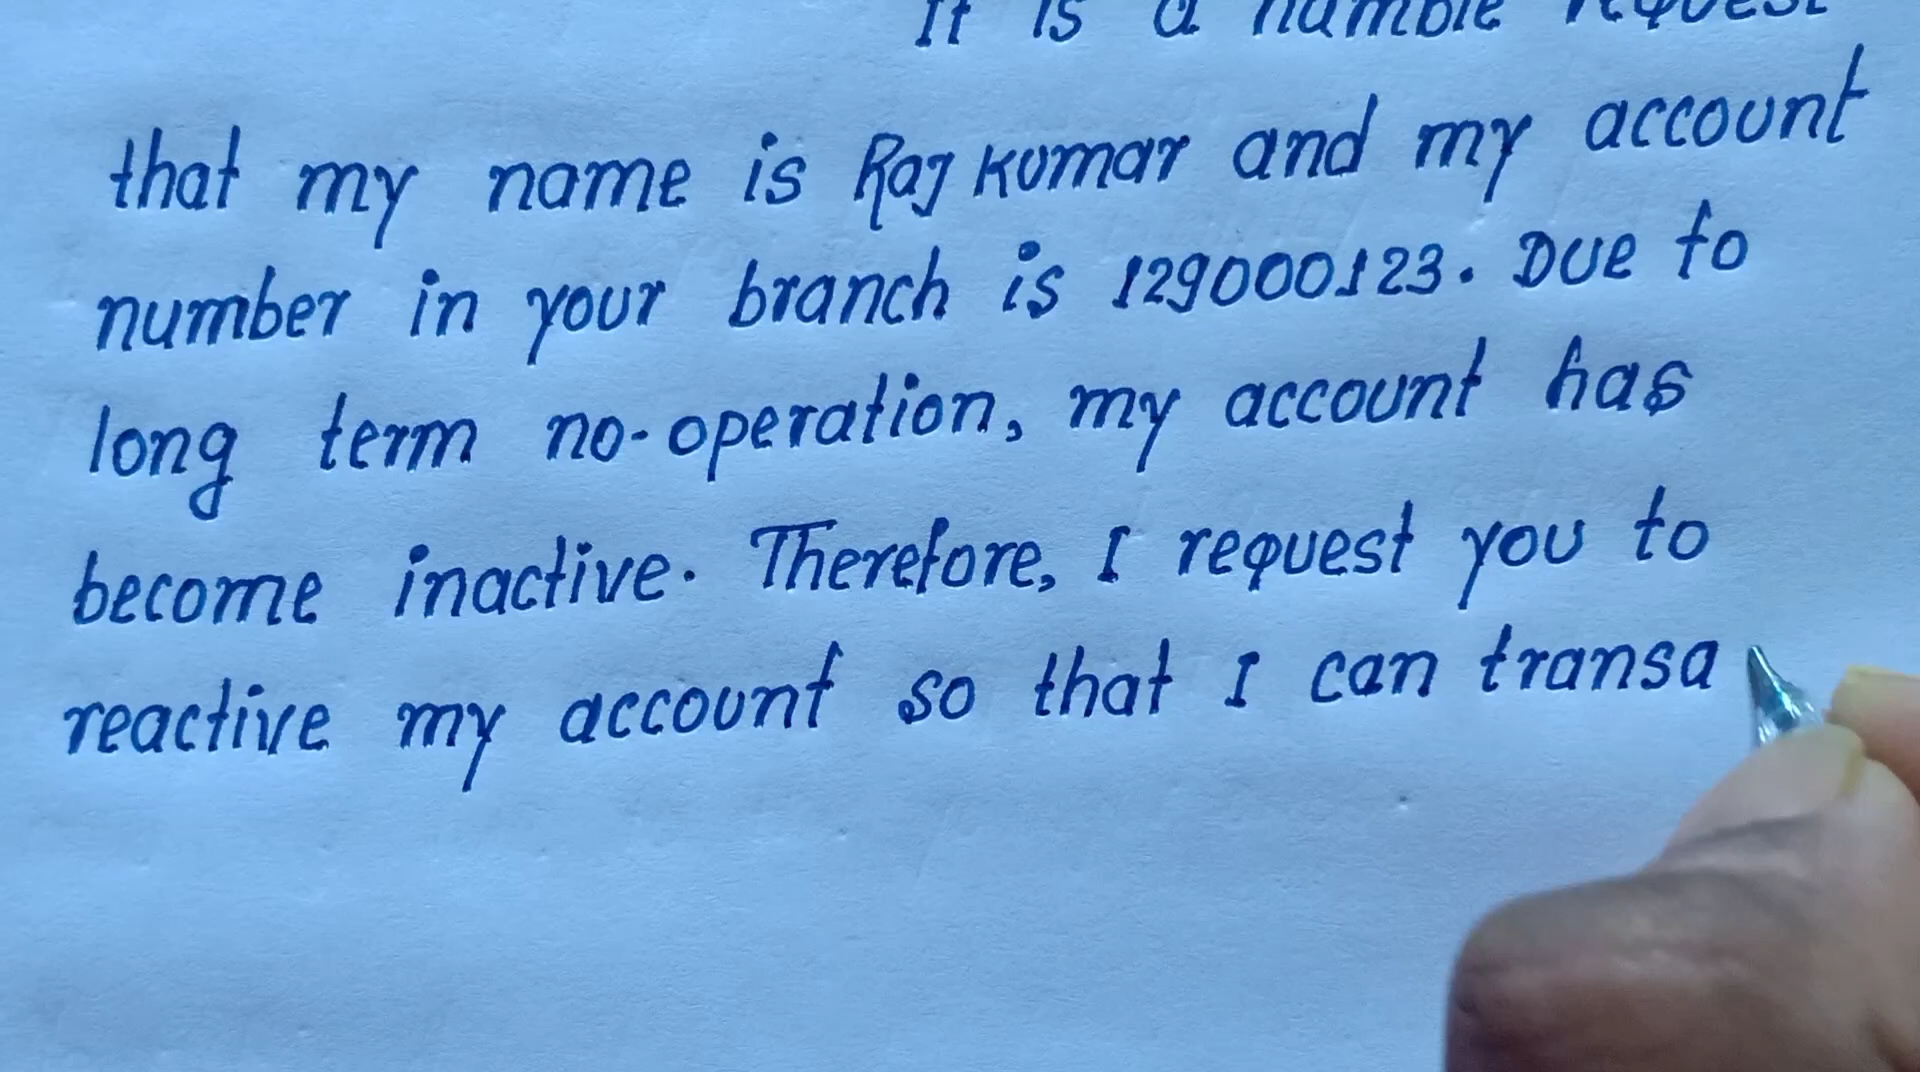 It is a humble request
that my name is Raj Kumar and my account
number in your branch is 129000123. Due to
long term no-operation, my account has
become inactive. Therefore, I request you to
reactive my account so that I can transa